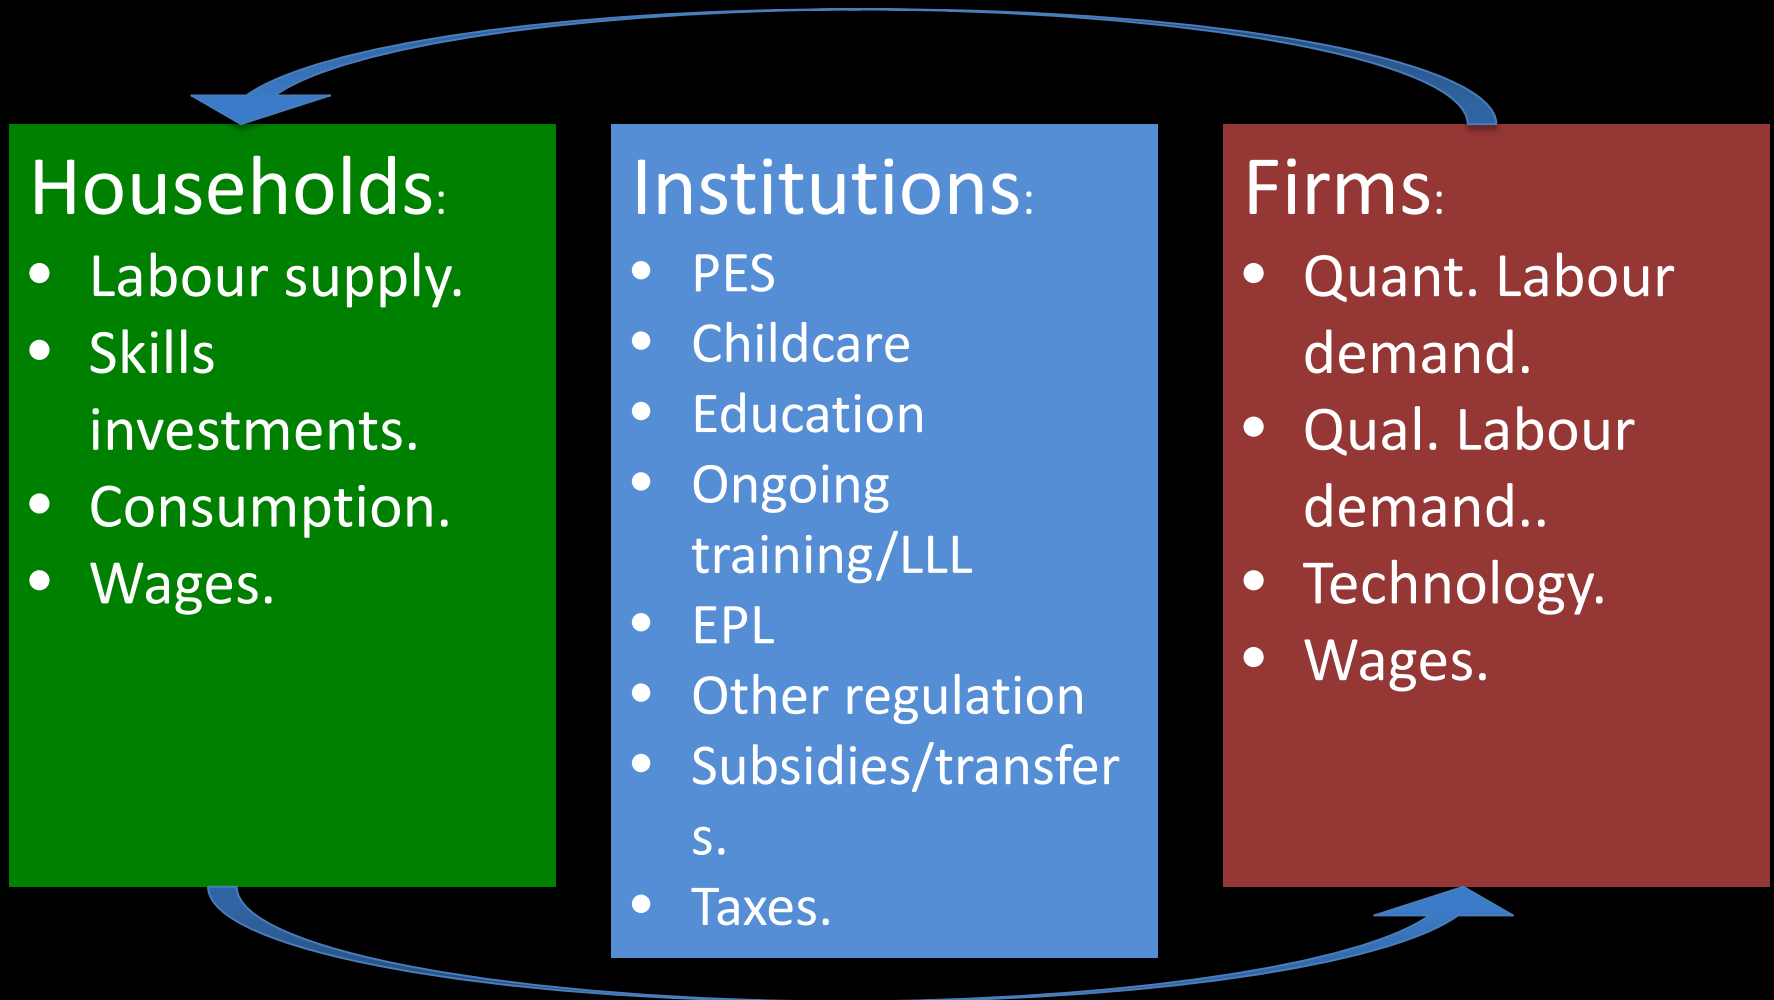 Households:
• Labour supply.
• Skills
investments.
• Consumption.
• Wages.
Institutions:
• PES
• Childcare
• Education
• Ongoing
training/LLL
• EPL
• Other regulation
• Subsidies/transfer
s.
• Taxes.
Firms:
• Quant. Labour
demand.
• Qual. Labour
demand..
• Technology.
• Wages.